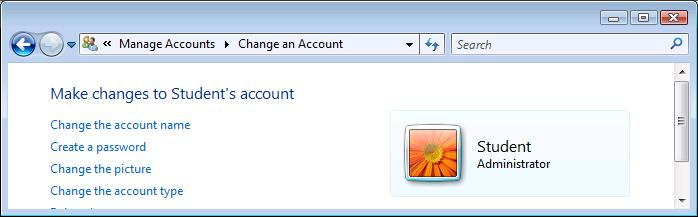 « Manage Accounts Change an Account Search
Make changes to Student's account
Change the account name
Create a password
Change the picture
Change the account type
Student
Administrator